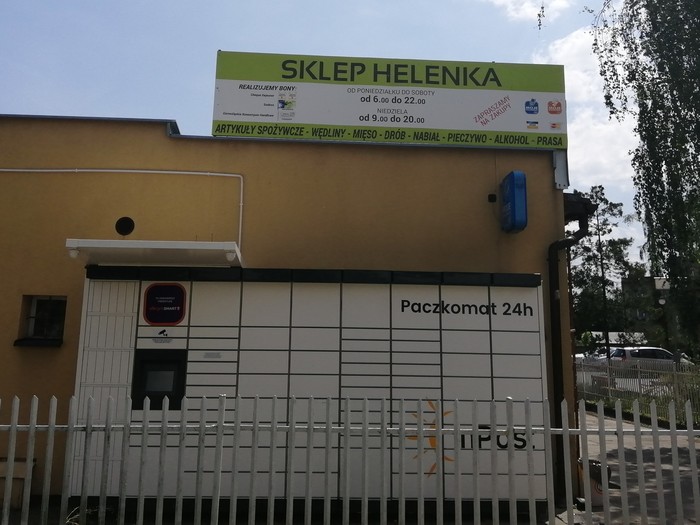 SKLEP HELENKA
REALIZUJEMY BONY:
OD PONIEDZIAŁKU DO SOBOTY
od 6.00 do 22.00
NIEDZIELA
od 9.00 do 20.00
ZAPRASZAMY
NA ZAKUPY
ARTYKUŁY SPOŻYWCZE - WĘDLINY - MIĘSO - DRÓB - NABIAŁ - PIECZYWO - ALKOHOL - PRASA
Paczkomat 24h
InPost